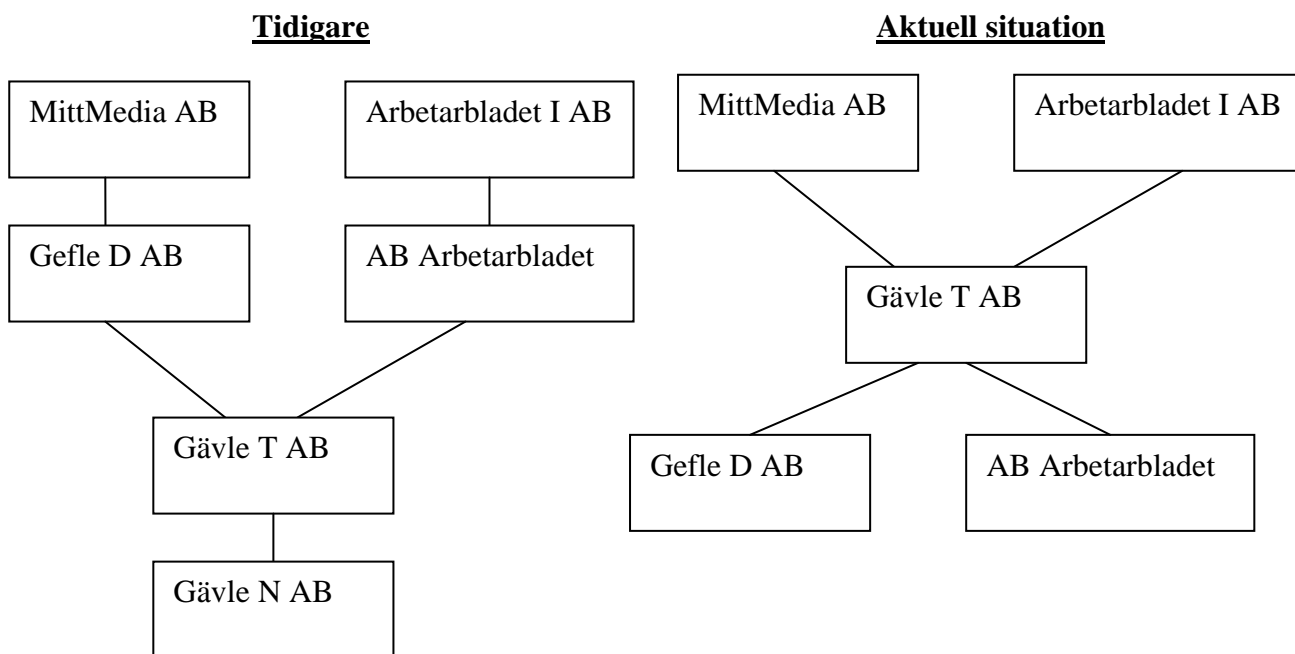 Tidigare
MittMedia AB
Arbetarbladet I AB
Gefle D AB
AB Arbetarbladet
Gävle T AB
Gävle N AB
Aktuell situation
MittMedia AB
Arbetarbladet I AB
Gävle T AB
Gefle D AB
AB Arbetarbladet